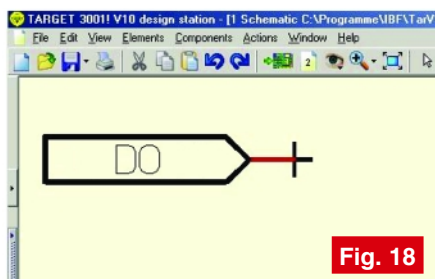 TARGET 3001! V10 design station - [1 Schematic C:\Programme\IBF\TarV
File Edit View Elements Components Actions Window Help
2
DO
Fig. 18